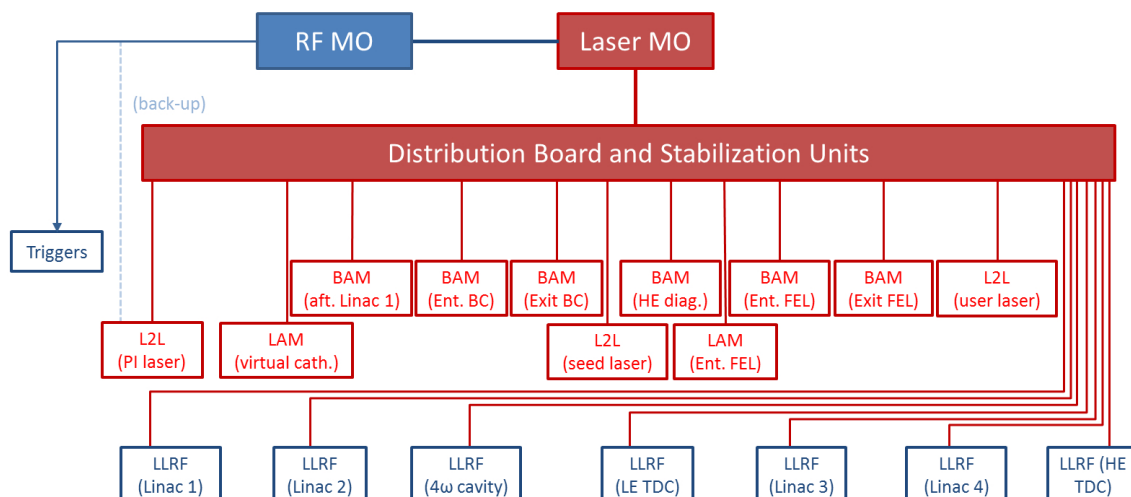 RF MO
Laser MO
(back-up)
Distribution Board and Stabilization Units
Triggers
BAM
(aft. Linac 1)
BAM
(Ent. BC)
BAM
(Exit BC)
BAM
(HE diag.)
BAM
(Ent. FEL)
BAM
(Exit FEL)
L2L
(user laser)
L2L
(PI laser)
LAM
(virtual cath.)
L2L
(seed laser)
LAM
(Ent. FEL)
LLRF
(Linac 1)
LLRF
(Linac 2)
LLRF
(4ω cavity)
LLRF
(LE TDC)
LLRF
(Linac 3)
LLRF
(Linac 4)
LLRF (HE
TDC)